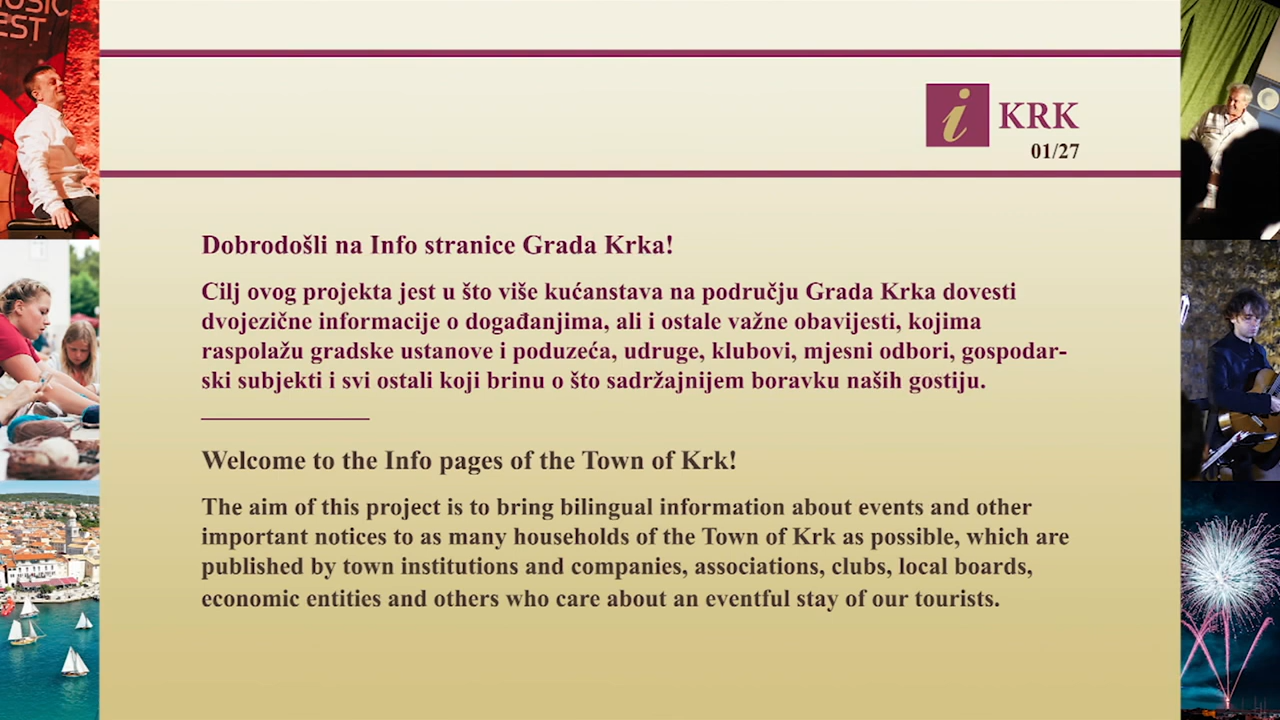 MUSIC
FEST
i KRK
01/27
Dobrodošli na Info stranice Grada Krka!
Cilj ovog projekta jest u što više kućanstava na području Grada Krka dovesti
dvojezične informacije o događanjima, ali i ostale važne obavijesti, kojima
raspolažu gradske ustanove i poduzeća, udruge, klubovi, mjesni odbori, gospodar-
ski subjekti i svi ostali koji brinu o što sadržajnijem boravku naših gostiju.
Welcome to the Info pages of the Town of Krk!
The aim of this project is to bring bilingual information about events and other
important notices to as many households of the Town of Krk as possible, which are
published by town institutions and companies, associations, clubs, local boards,
economic entities and others who care about an eventful stay of our tourists.